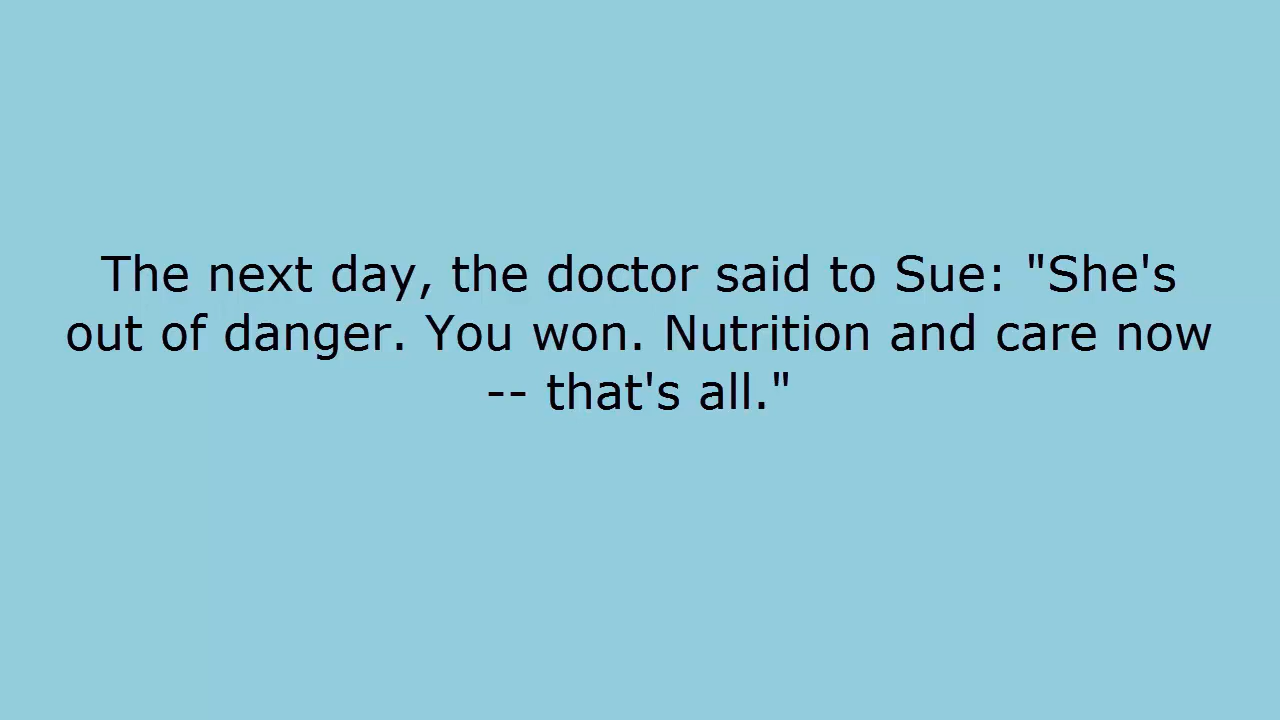 The next day, the doctor said to Sue: "She's
out of danger. You won. Nutrition and care now
-- that's all."